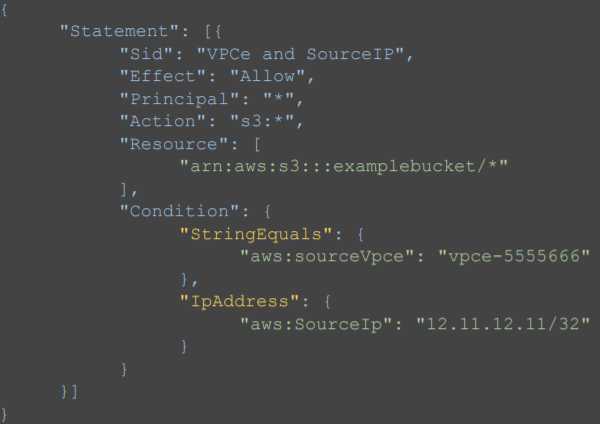 {
"Statement": [{
"Sid": "VPCe and SourceIP",
"Effect": "Allow",
"Principal": "*",
"Action": "s3:*",
"Resource": [
"arn:aws:s3:::examplebucket/*"
],
"Condition": {
"StringEquals": {
"aws:sourceVpce": "vpce-5555666"
},
"IpAddress": {
"aws:SourceIp": "12.11.12.11/32"
}
}
}]
}